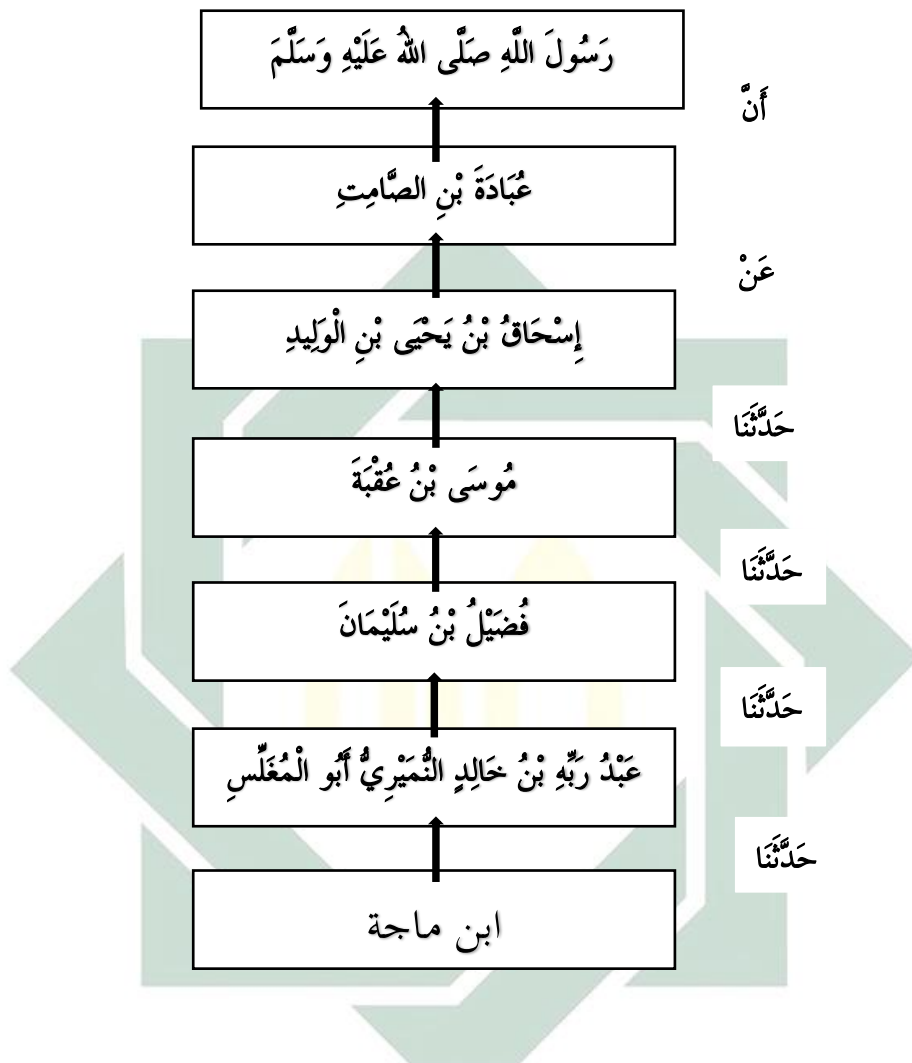 رَسُولَ اللَّهِ صَلَّى اللهُ عَلَيْهِ وَسَلَّمَ
أَنَّ
عُبَادَةَ بْنِ الصَّامِتِ
عَنْ
إِسْحَاقُ بْنُ يَحْيَى بْنِ الْوَلِيدِ
حَدَّثَنَا
مُوسَى بْنُ عُقْبَةَ
حَدَّثَنَا
فُضَيْلُ بْنُ سُلَيْمَانَ
حَدَّثَنَا
عَبْدُ رَبِّهِ بْنُ خَالِدٍ النُّمَيْرِيُّ أَبُو الْمُغَلِّسِ
حَدَّثَنَا
ابن ماجة